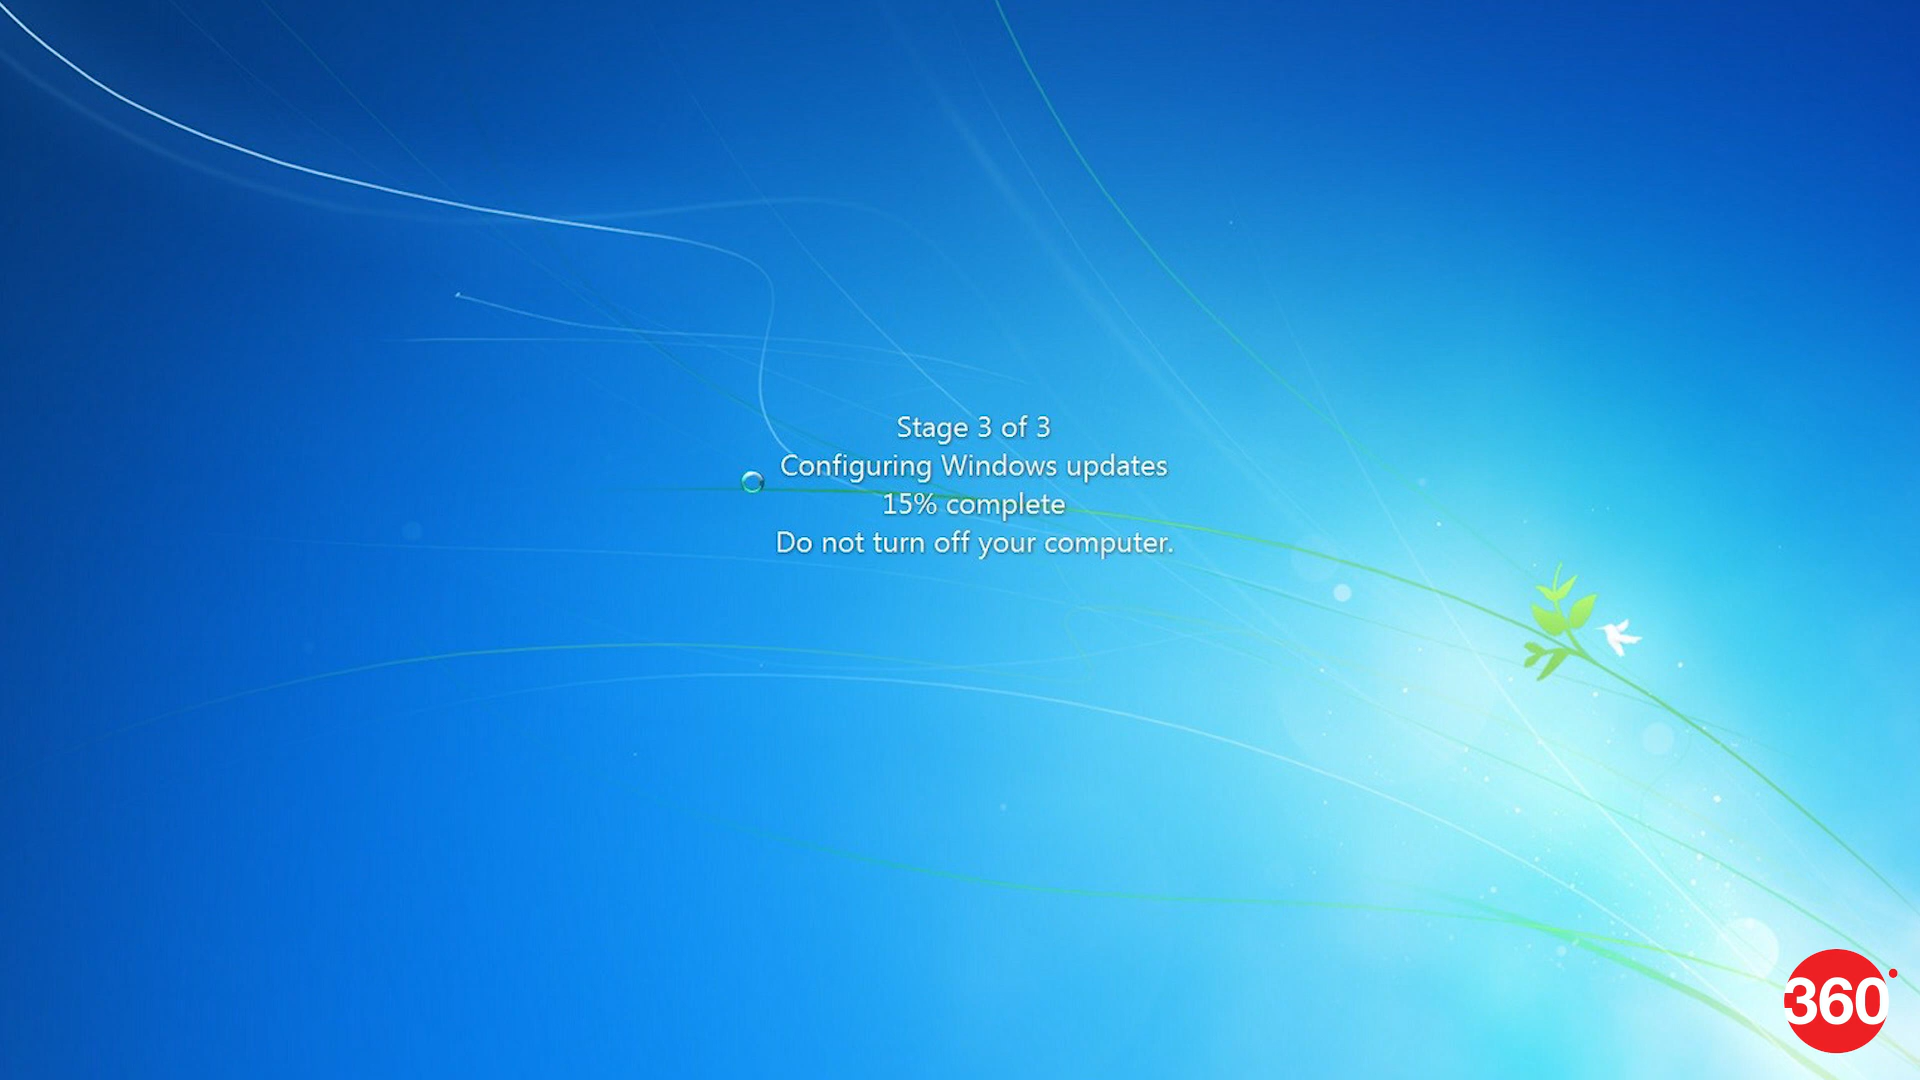 Stage 3 of 3
Configuring Windows updates
15% complete
Do not turn off your computer.
360